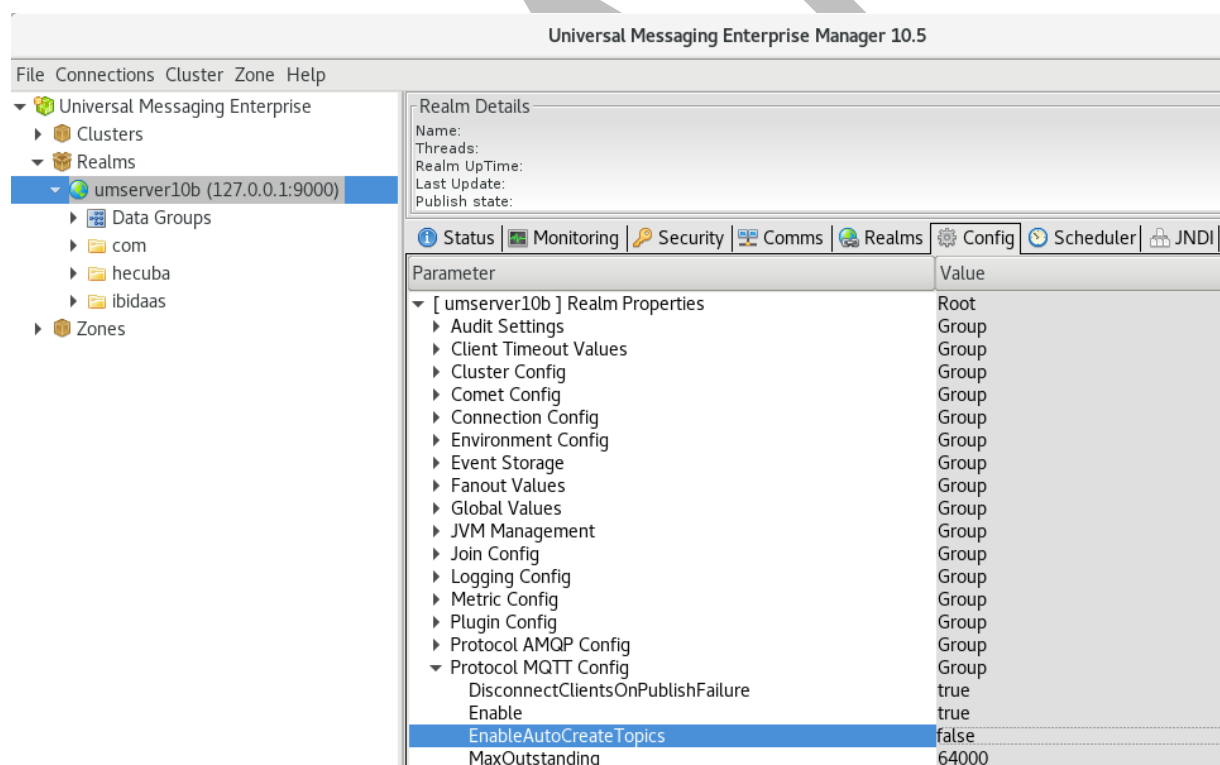 Universal Messaging Enterprise Manager 10.5
File Connections Cluster Zone Help
Universal Messaging Enterprise
Clusters
Realms
umserver10b (127.0.0.1:9000)
Data Groups
com
hecuba
ibidaas
Zones
Realm Details
Name:
Threads:
Realm UpTime:
Last Update:
Publish state:
Status Monitoring Security Comms Realms Config Scheduler JNDI
Parameter Value
[ umserver10b ] Realm Properties Root
Audit Settings Group
Client Timeout Values Group
Cluster Config Group
Comet Config Group
Connection Config Group
Environment Config Group
Event Storage Group
Fanout Values Group
Global Values Group
JVM Management Group
Join Config Group
Logging Config Group
Metric Config Group
Plugin Config Group
Protocol AMQP Config Group
Protocol MQTT Config Group
DisconnectClientsOnPublishFailure true
Enable true
EnableAutoCreateTopics false
MaxOutstanding 64000